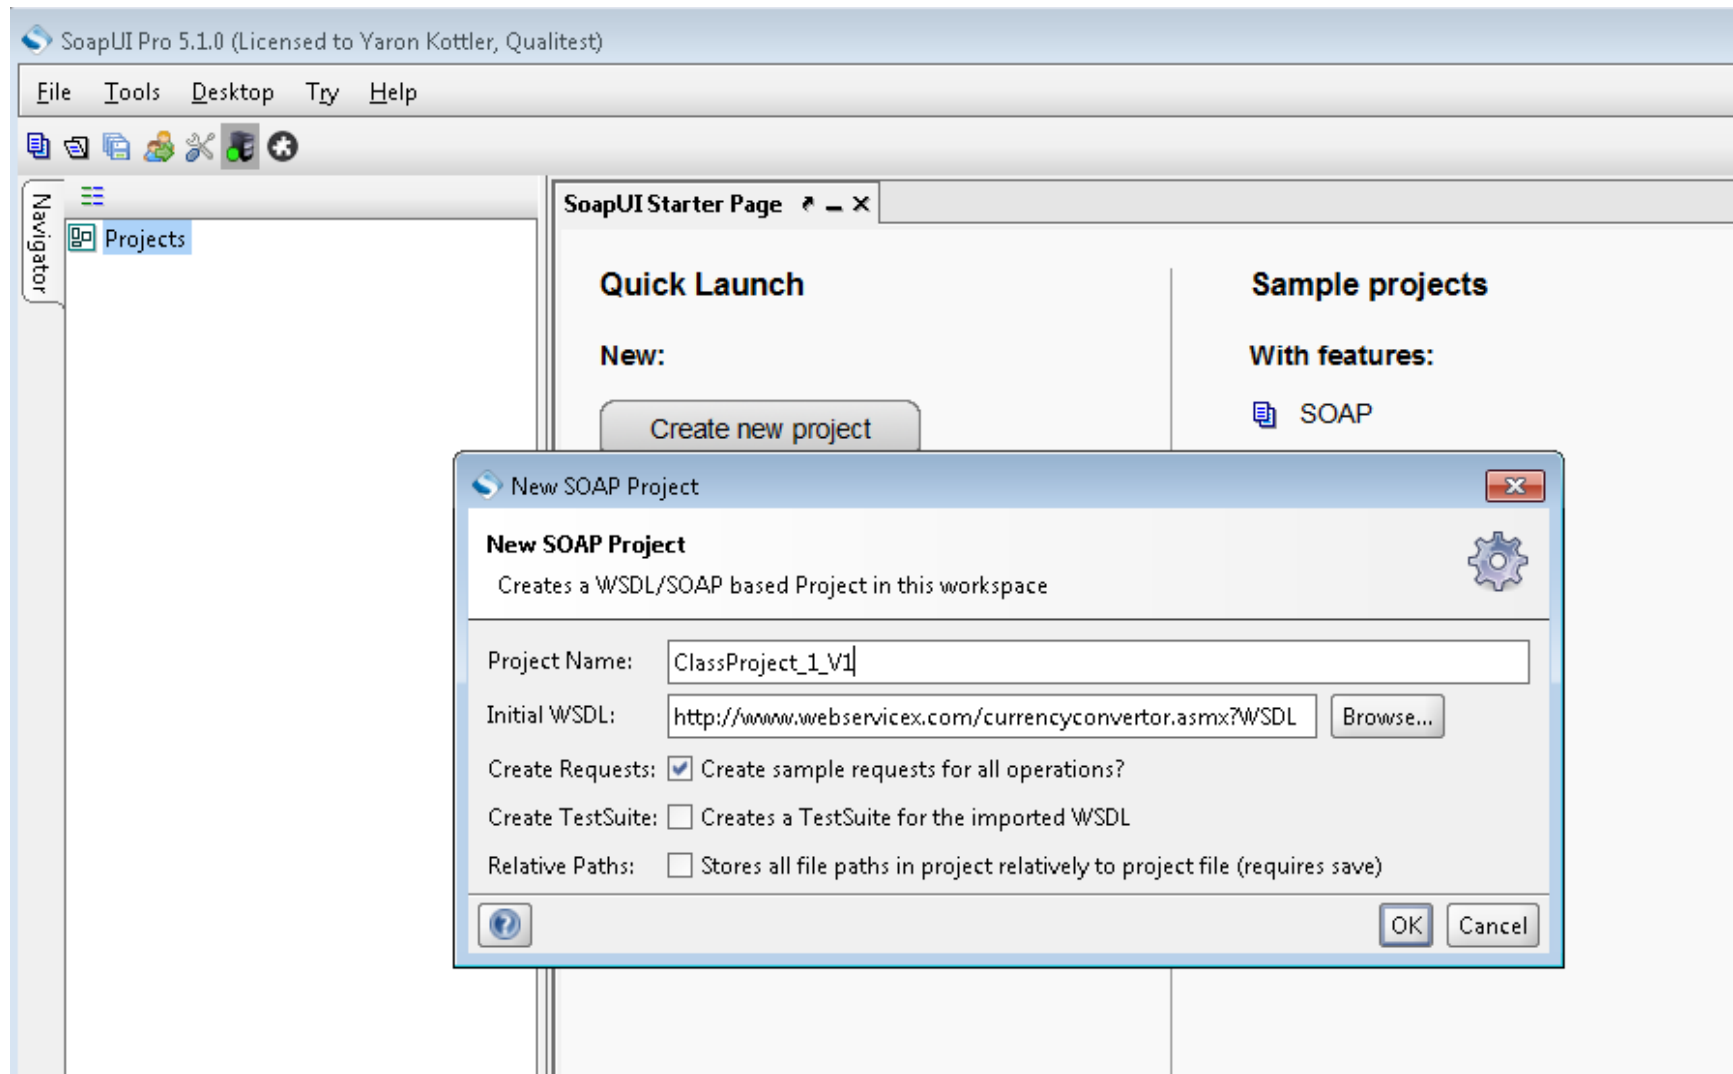 SoapUI Pro 5.1.0 (Licensed to Yaron Kottler, Qualitest)
File Tools Desktop Try Help
Navigator
Projects
SoapUI Starter Page
Quick Launch
Sample projects
New:
With features:
Create new project
SOAP
New SOAP Project
New SOAP Project
Creates a WSDL/SOAP based Project in this workspace
Project Name: ClassProject_1_V1
Initial WSDL: http://www.webservicex.com/currencyconvertor.asmx?WSDL Browse...
Create Requests: Create sample requests for all operations?
Create TestSuite: Creates a TestSuite for the imported WSDL
Relative Paths: Stores all file paths in project relatively to project file (requires save)
OK Cancel